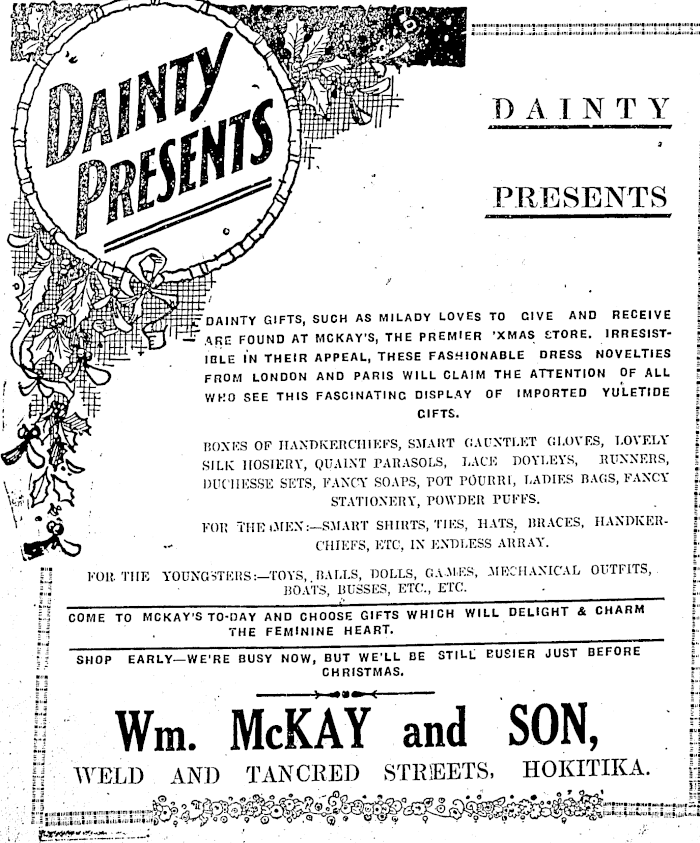 DAINTY
PRESENTS
DAINTY
PRESENTS
DAINTY GIFTS, SUCH AS MILADY LOVES TO GIVE AND RECEIVE
ARE FOUND AT MCKAY'S, THE PREMIER 'XMAS STORE. IRRESIST-
IBLE IN THEIR APPEAL, THESE FASHIONABLE DRESS NOVELTIES
FROM LONDON AND PARIS WILL CLAIM THE ATTENTION OF ALL
WHO SEE THIS FASCINATING DISPLAY OF IMPORTED YULETIDE
GIFTS.
BOXES OF HANDKERCHIEFS, SMART GAUNTLET GLOVES, LOVELY
SILK HOSIERY, QUAINT PARASOLS, LACE DOYLEYS, RUNNERS,
DUCHESSE SETS, FANCY SOAPS, POT POURRI, LADIES BAGS, FANCY
STATIONERY, POWDER PUFFS.
FOR THE MEN:—SMART SHIRTS, TIES, HATS, BRACES, HANDKER-
CHIEFS, ETC, IN ENDLESS ARRAY.
FOR THE YOUNGSTERS:—TOYS, BALLS, DOLLS, GAMES, MECHANICAL OUTFITS,
BOATS, BUSSES, ETC., ETC.
COME TO MCKAY'S TO-DAY AND CHOOSE GIFTS WHICH WILL DELIGHT & CHARM
THE FEMININE HEART.
SHOP EARLY—WE'RE BUSY NOW, BUT WE'LL BE STILL BUSIER JUST BEFORE
CHRISTMAS.
Wm. McKAY and SON,
WELD AND TANCRED STREETS, HOKITIKA.